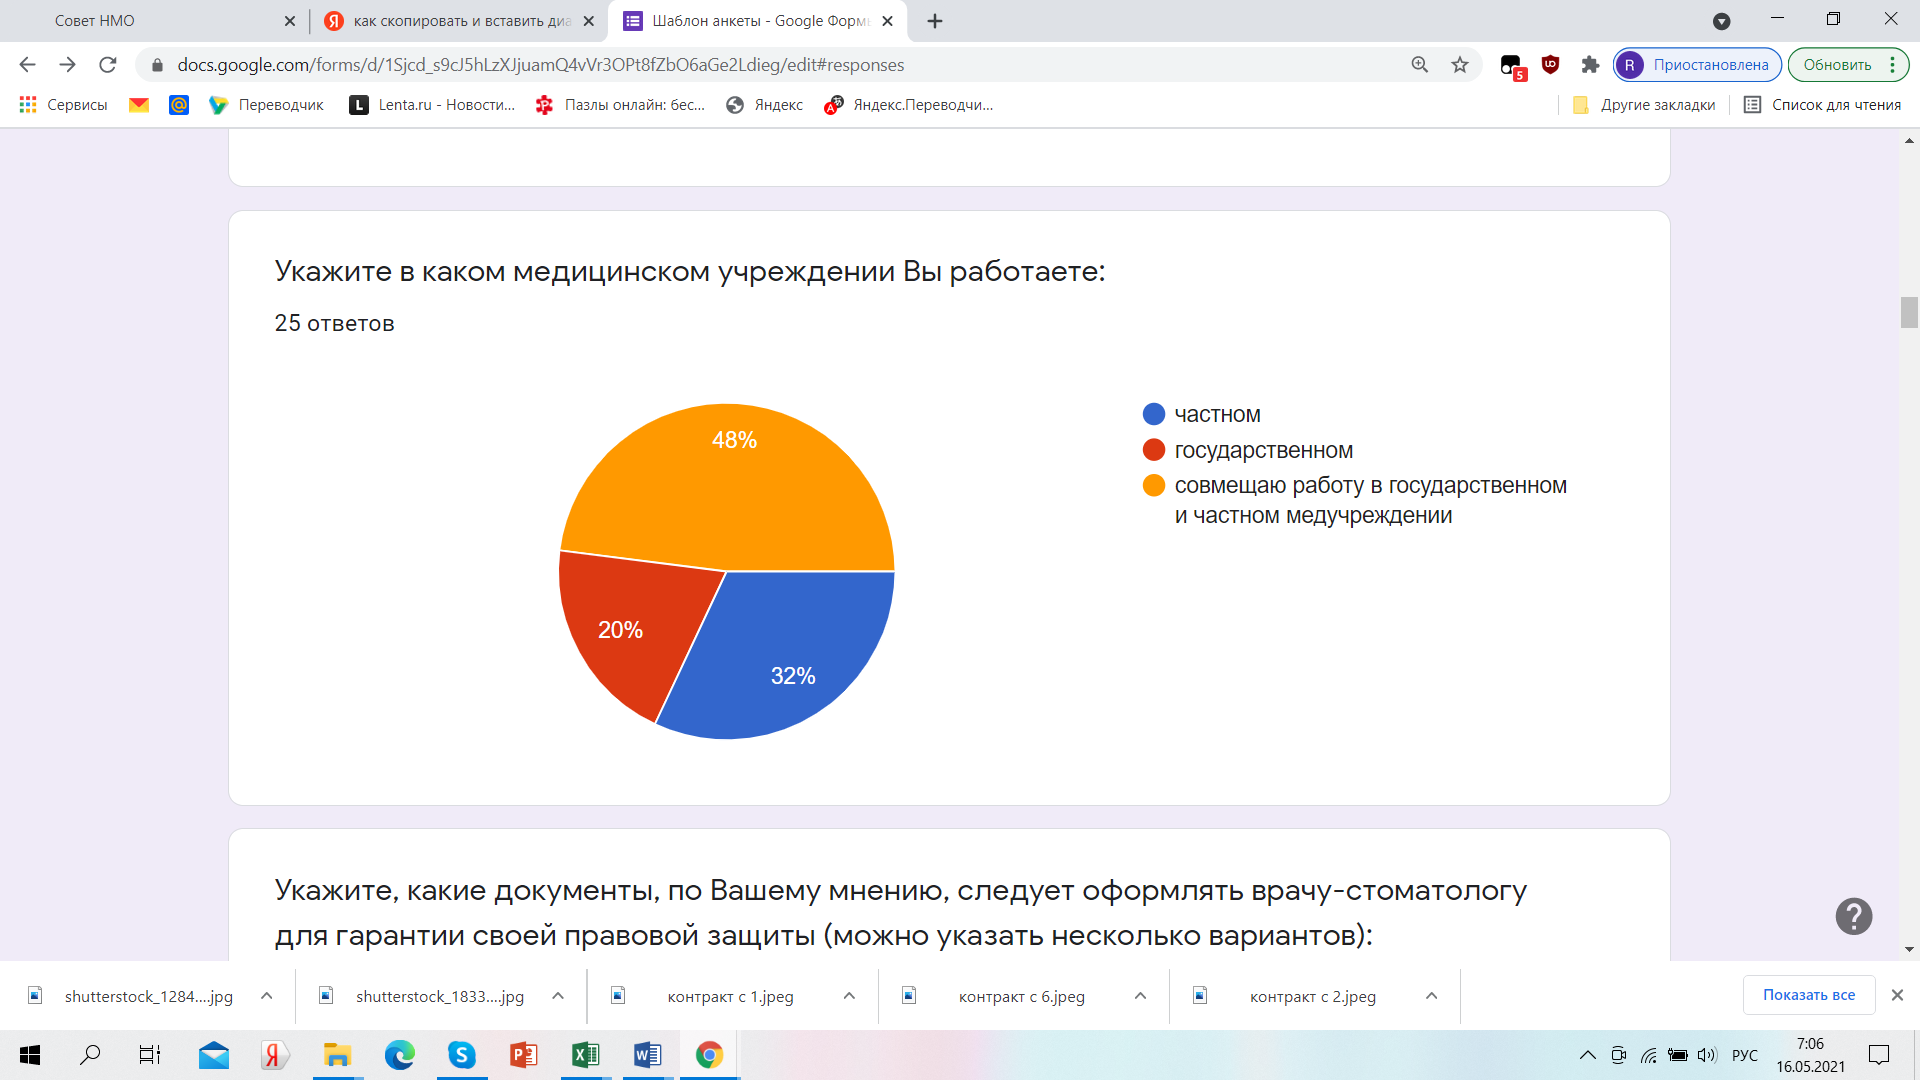 Совет НМО
как скопировать и вставить диа
Шаблон анкеты - Google Формы
docs.google.com/forms/d/1Sjcd_s9cJ5hLzXJjuamQ4vVr3OPt8fZbO6aGe2Ldieg/edit#responses
5
R
Приостановлена
Обновить
Сервисы
Переводчик
L
Lenta.ru - Новости...
Пазлы онлайн: бес...
Яндекс
Яндекс.Переводчи...
Другие закладки
Список для чтения
Укажите в каком медицинском учреждении Вы работаете:
25 ответов
48%
20%
32%
частном
государственном
совмещаю работу в государственном
и частном медучреждении
Укажите, какие документы, по Вашему мнению, следует оформлять врачу-стоматологу
для гарантии своей правовой защиты (можно указать несколько вариантов):
shutterstock_1284....jpg
shutterstock_1833....jpg
контракт с 1.jpeg
контракт с 6.jpeg
контракт с 2.jpeg
Показать все
РУС
7:06
16.05.2021